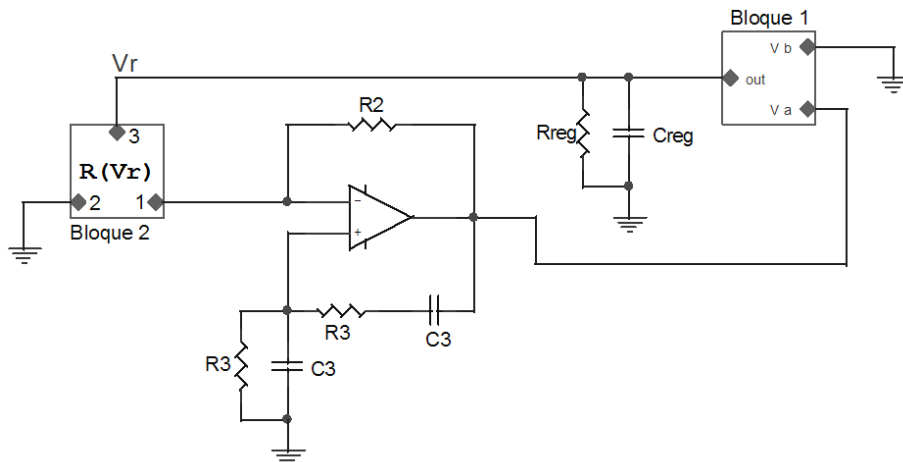 Bloque 1
V b
out
V a
Vr
R2
Rreg
Creg
3
R(Vr)
2
1
Bloque 2
−
+
R3
C3
R3
C3